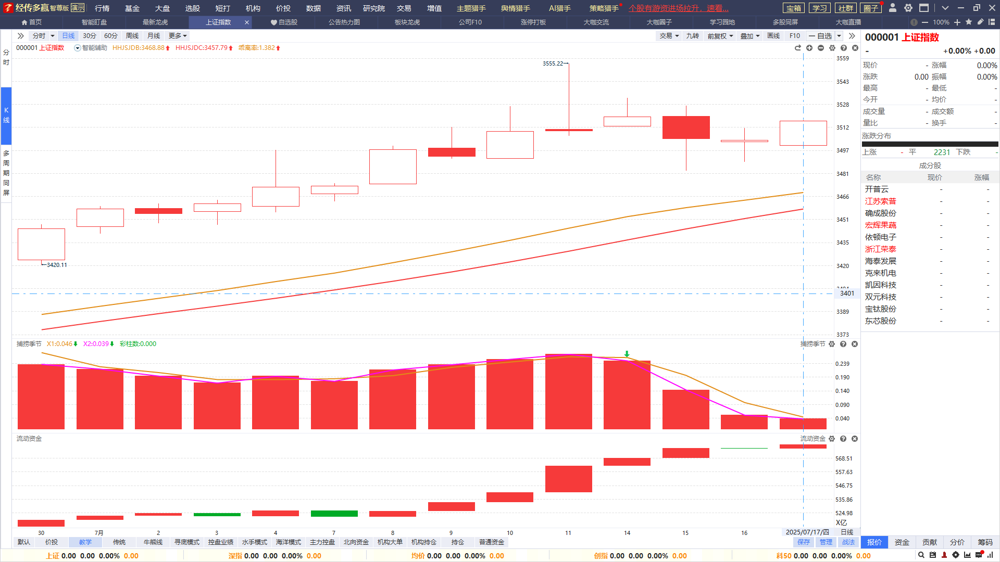 经传多赢 智尊版 演示 行情 基金 大盘 选股 短打 机构 价投 数据 资讯 研究院 交易 增值 主题猎手 舆情猎手 AI猎手 策略猎手 个股有游资进场拉升，速看... 宝箱 学习 社群 圈子
首页 智能盯盘 最新龙虎 上证指数 自选股 公告热力图 板块龙虎 公司F10 涨停打板 大咖交流 大咖圈子 学习园地 多股同屏 大咖直播 100%
分时 日线 30分 60分 周线 月线 更多 交易 九转 前复权 叠加 画线 F10 一自选
000001 上证指数 智能辅助 HHJSJDB:3468.88 HHJSJDC:3457.79 乖离率:1.382
分时
K线
多周期同屏
3555.22
3420.11
3559
3543
3528
3512
3497
3481
3466
3451
3435
3420
3401
3389
3373
捕捞季节 X1:0.046 X2:0.039 彩柱数:0.000 捕捞季节
0.239
0.190
0.140
0.090
0.040
流动资金 流动资金
568.51
557.63
546.75
535.86
524.98
X亿
30 7月 2 3 4 7 8 9 10 11 14 15 16 2025/07/17/四 日线
默认 价投 教学 传统 牛熊线 寻底模式 控盘业绩 水手模式 海洋模式 主力控盘 北向资金 机构大单 机构持仓 持仓 普通资金 保存 管理 战法
000001 上证指数
- +0.00% +0.00
现价 - 涨幅 0.00%
涨跌 0.00 振幅 0.00%
最高 - 最低 -
今开 - 均价 -
成交量 - 成交额 -
量比 - 换手 -
涨跌分布
上涨 - 平 2231 下跌 -
成分股
名称 现价 涨幅
开普云 - -
江苏索普 - -
确成股份 - -
宏辉果蔬 - -
依顿电子 - -
浙江荣泰 - -
海泰发展 - -
克来机电 - -
凯因科技 - -
双元科技 - -
宝钛股份 - -
东芯股份 - -
报价 资金 贡献 分价 筹码
上证 0.00 0.00 0.00% 0.00 深指 0.00 0.00 0.00% 0.00 均价 0.00 0.00 0.00% 0.00 创指 0.00 0.00 0.00% 0.00 科50 0.00 0.00 0.00% 0.00